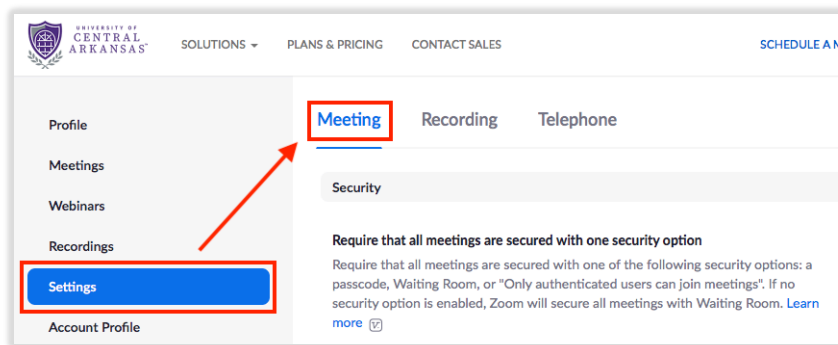 UNIVERSITY OF
CENTRAL
ARKANSAS
SOLUTIONS
PLANS & PRICING
CONTACT SALES
SCHEDULE A M
Profile
Meetings
Webinars
Recordings
Settings
Account Profile
Meeting
Recording
Telephone
Security
Require that all meetings are secured with one security option
Require that all meetings are secured with one of the following security options: a
passcode, Waiting Room, or "Only authenticated users can join meetings". If no
security option is enabled, Zoom will secure all meetings with Waiting Room. Learn
more